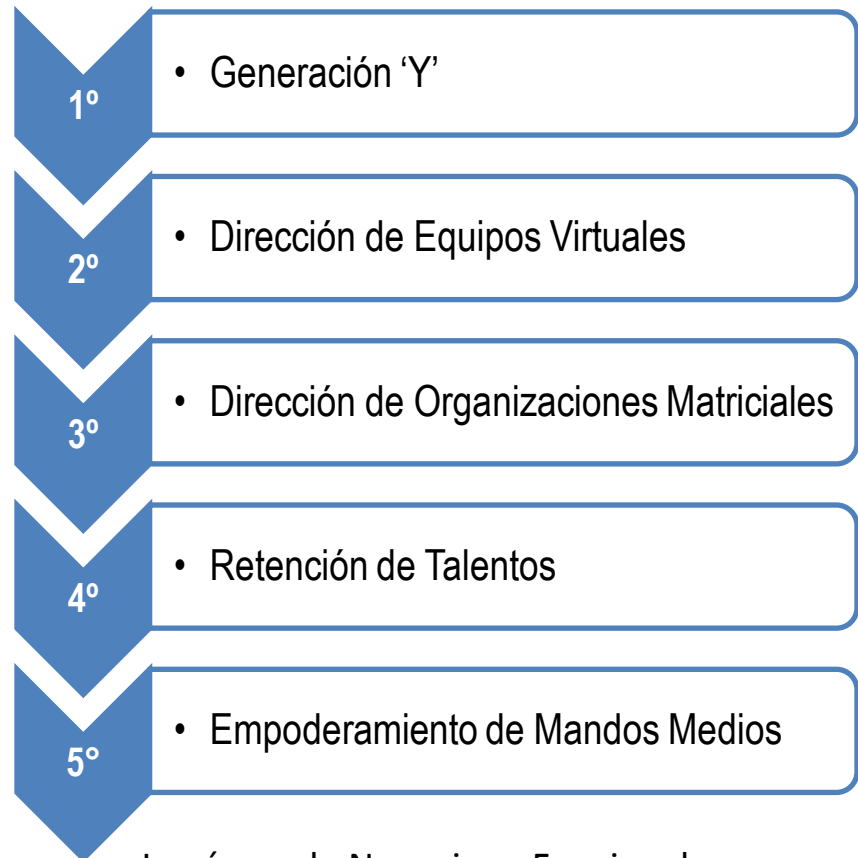 1º
• Generación ‘Y’
2º
• Dirección de Equipos Virtuales
3º
• Dirección de Organizaciones Matriciales
4º
• Retención de Talentos
5°
• Empoderamiento de Mandos Medios